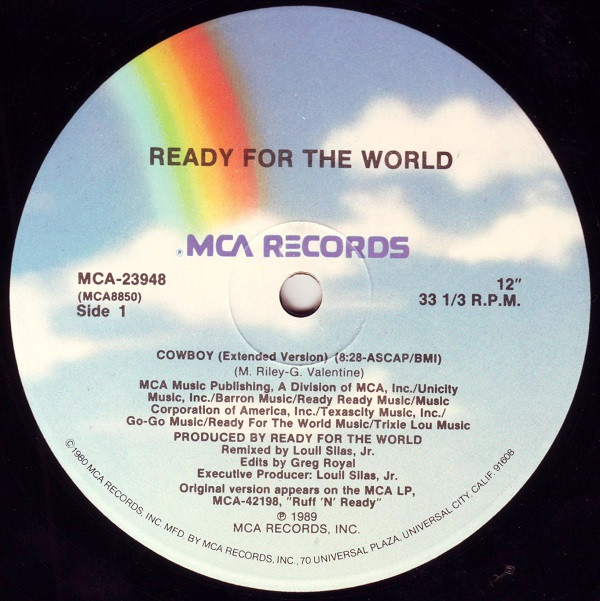 READY FOR THE WORLD
®MCA RECORDS
MCA-23948
(MCA8850)
Side 1
12"
33 1/3 R.P.M.
COWBOY (Extended Version) (8:28-ASCAP/BMI)
(M. Riley-G. Valentine)
MCA Music Publishing, A Division of MCA, Inc./Unicity
Music, Inc./Barron Music/Ready Ready Music/Music
Corporation of America, Inc./Texascity Music, Inc./
Go-Go Music/Ready For The World Music/Trixie Lou Music
PRODUCED BY READY FOR THE WORLD
Remixed by Louil Silas, Jr.
Edits by Greg Royal
Executive Producer: Louil Silas, Jr.
Original version appears on the MCA LP,
MCA-42198, "Ruff 'N' Ready"
℗ 1989
MCA RECORDS, INC.
©1980 MCA RECORDS, INC. MFD. BY MCA RECORDS, INC., 70 UNIVERSAL PLAZA, UNIVERSAL CITY, CALIF. 91608